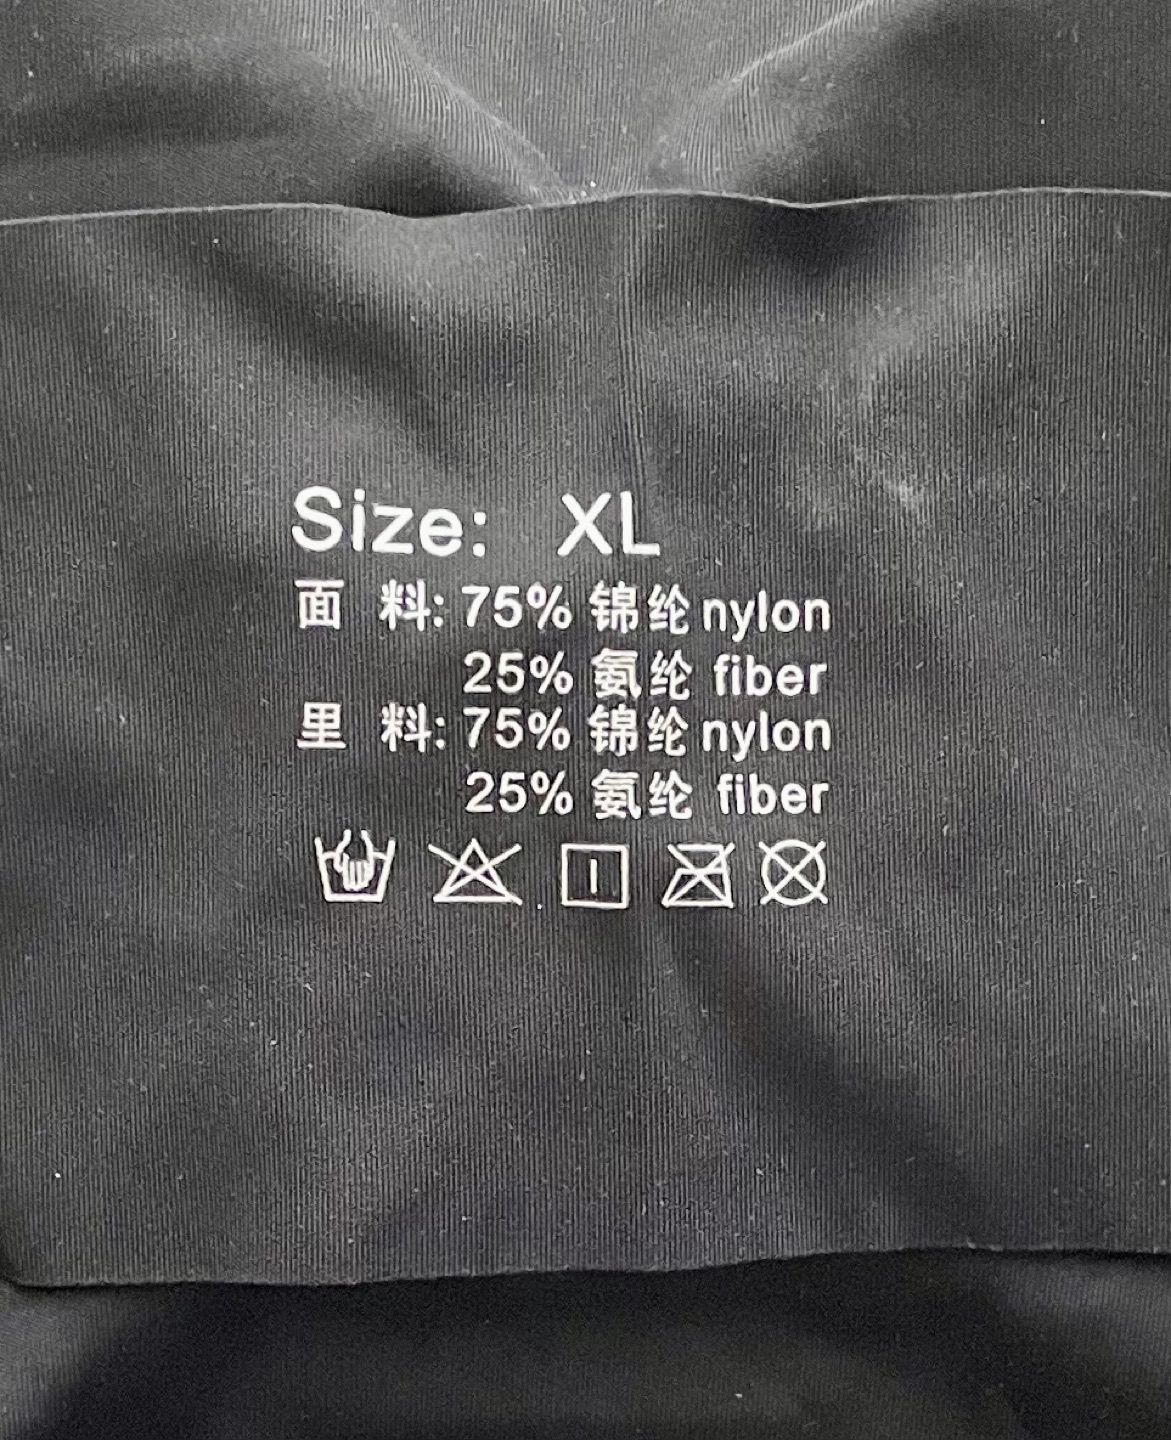 Size: XL
面 料: 75% 锦纶 nylon
25% 氨纶 fiber
里 料: 75% 锦纶 nylon
25% 氨纶 fiber